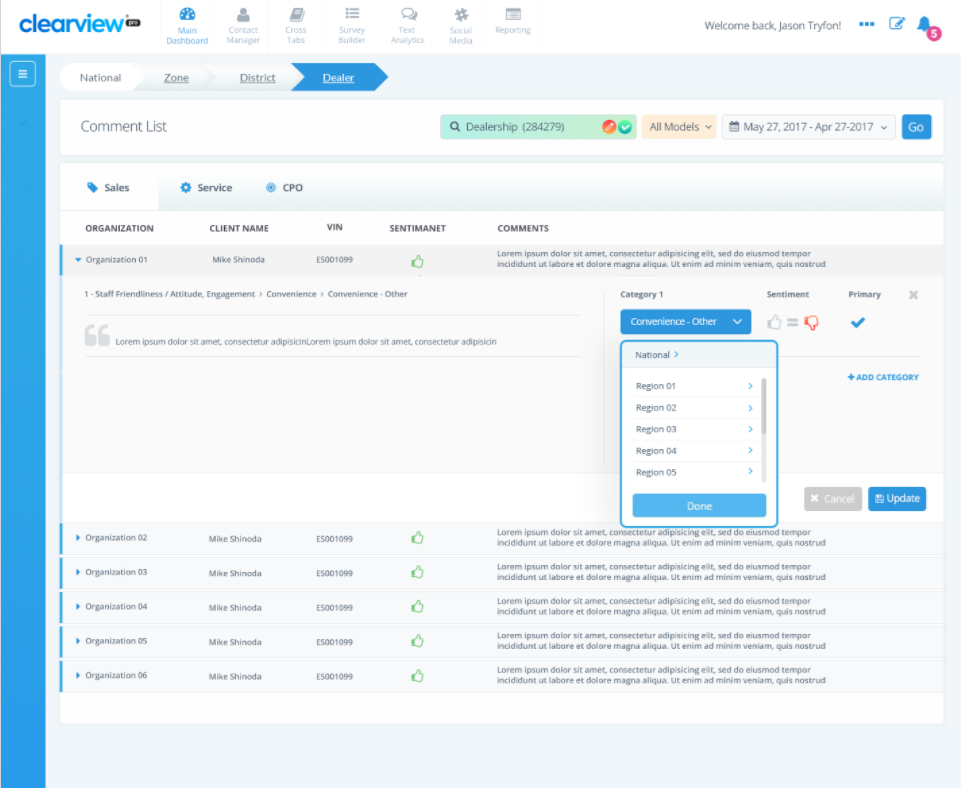 clearview pro
Main Dashboard
Contact Manager
Cross Tabs
Survey Builder
Text Analytics
Social Media
Reporting
Welcome back, Jason Tryfon!
5
National Zone District Dealer
Comment List
Dealership (284279)
All Models
May 27, 2017 - Apr 27-2017
Go
Sales Service CPO
ORGANIZATION CLIENT NAME VIN SENTIMANET COMMENTS
Organization 01 Mike Shinoda ES001099
Lorem ipsum dolor sit amet, consectetur adipisicing elit, sed do eiusmod tempor
incididunt ut labore et dolore magna aliqua. Ut enim ad minim veniam, quis nostrud
1 - Staff Friendliness / Attitude, Engagement > Convenience > Convenience - Other
Lorem ipsum dolor sit amet, consectetur adipisicinLorem ipsum dolor sit amet, consectetur adipisicin
Category 1 Sentiment Primary
Convenience - Other
National >
Region 01
Region 02
Region 03
Region 04
Region 05
Done
+ ADD CATEGORY
Cancel
Update
Organization 02 Mike Shinoda ES001099
Lorem ipsum dolor sit amet, consectetur adipisicing elit, sed do eiusmod tempor
incididunt ut labore et dolore magna aliqua. Ut enim ad minim veniam, quis nostrud
Organization 03 Mike Shinoda ES001099
Lorem ipsum dolor sit amet, consectetur adipisicing elit, sed do eiusmod tempor
incididunt ut labore et dolore magna aliqua. Ut enim ad minim veniam, quis nostrud
Organization 04 Mike Shinoda ES001099
Lorem ipsum dolor sit amet, consectetur adipisicing elit, sed do eiusmod tempor
incididunt ut labore et dolore magna aliqua. Ut enim ad minim veniam, quis nostrud
Organization 05 Mike Shinoda ES001099
Lorem ipsum dolor sit amet, consectetur adipisicing elit, sed do eiusmod tempor
incididunt ut labore et dolore magna aliqua. Ut enim ad minim veniam, quis nostrud
Organization 06 Mike Shinoda ES001099
Lorem ipsum dolor sit amet, consectetur adipisicing elit, sed do eiusmod tempor
incididunt ut labore et dolore magna aliqua. Ut enim ad minim veniam, quis nostrud